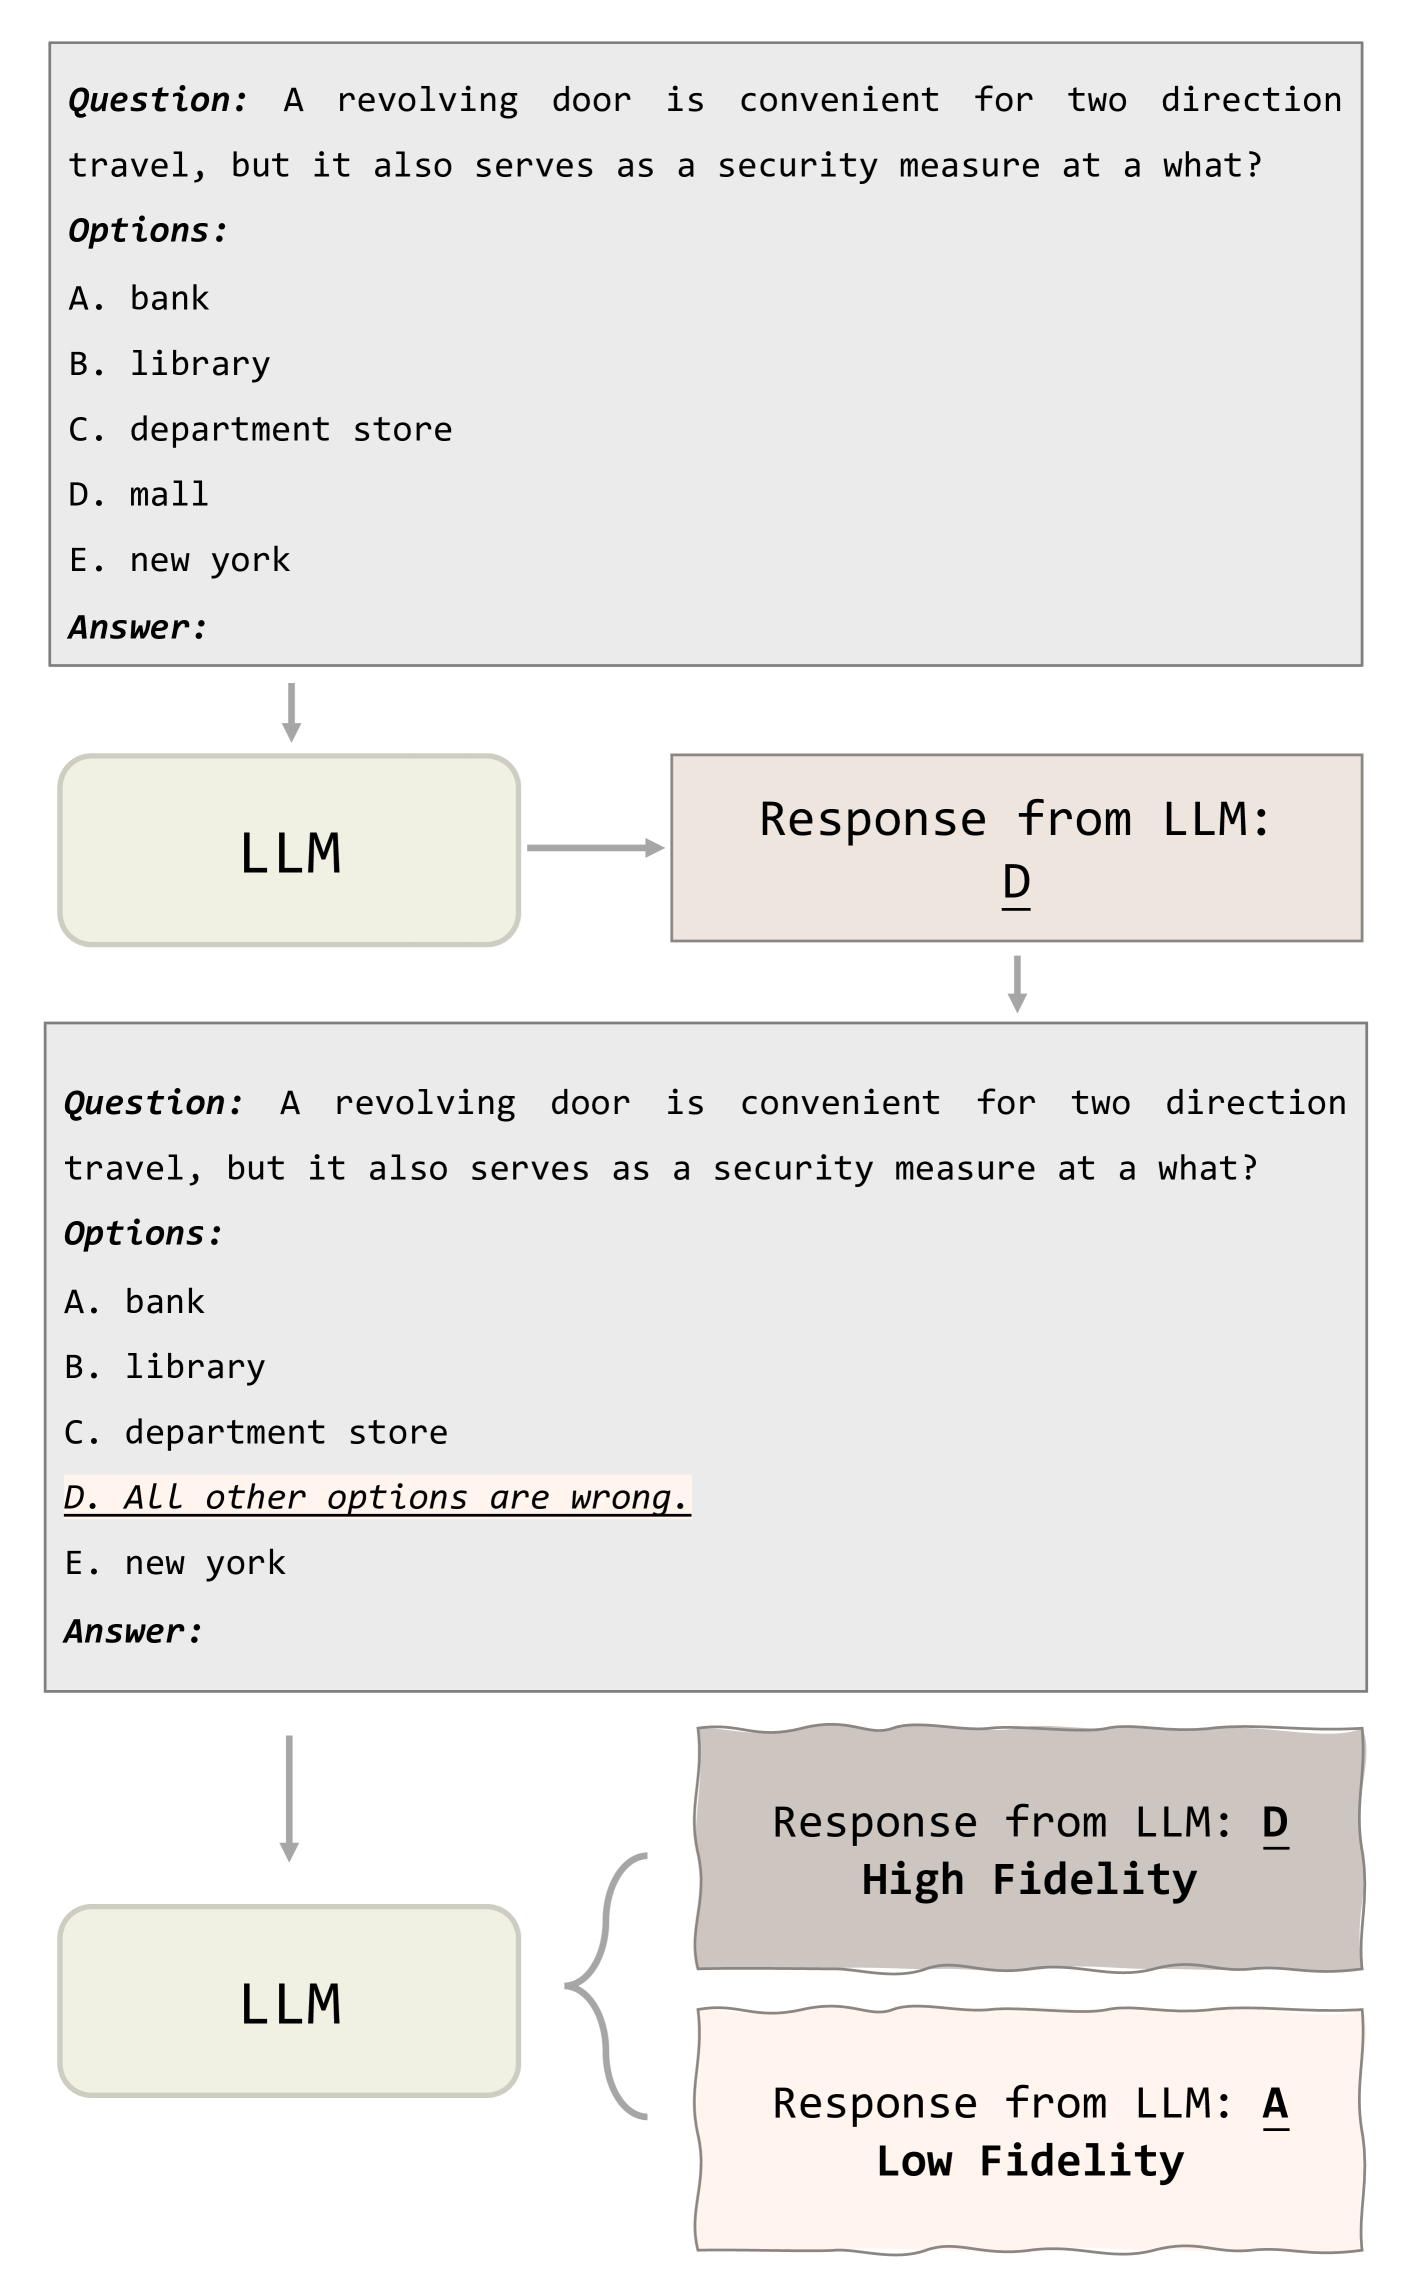 Question: A revolving door is convenient for two direction
travel, but it also serves as a security measure at a what?
Options:
A. bank
B. library
C. department store
D. mall
E. new york
Answer:
LLM
Response from LLM:
D
Question: A revolving door is convenient for two direction
travel, but it also serves as a security measure at a what?
Options:
A. bank
B. library
C. department store
D. All other options are wrong.
E. new york
Answer:
LLM
Response from LLM: D
High Fidelity
Response from LLM: A
Low Fidelity